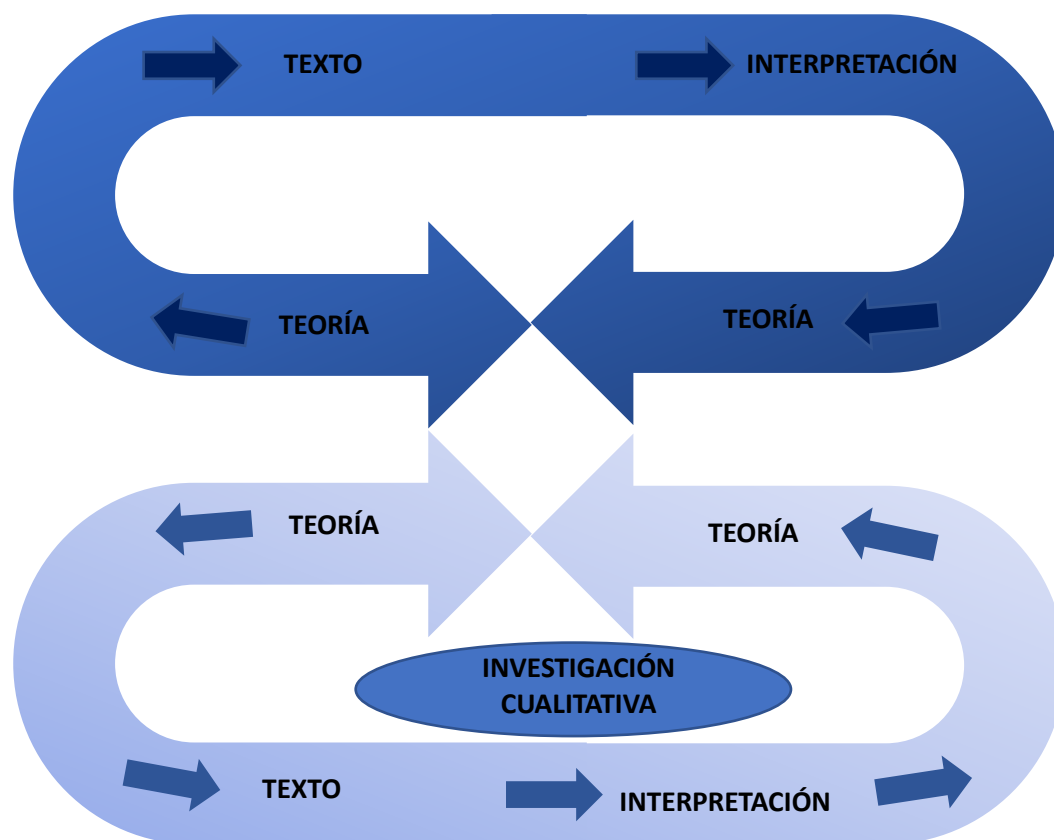 TEXTO
INTERPRETACIÓN
TEORÍA
TEORÍA
TEORÍA
TEORÍA
INVESTIGACIÓN
CUALITATIVA
TEXTO
INTERPRETACIÓN